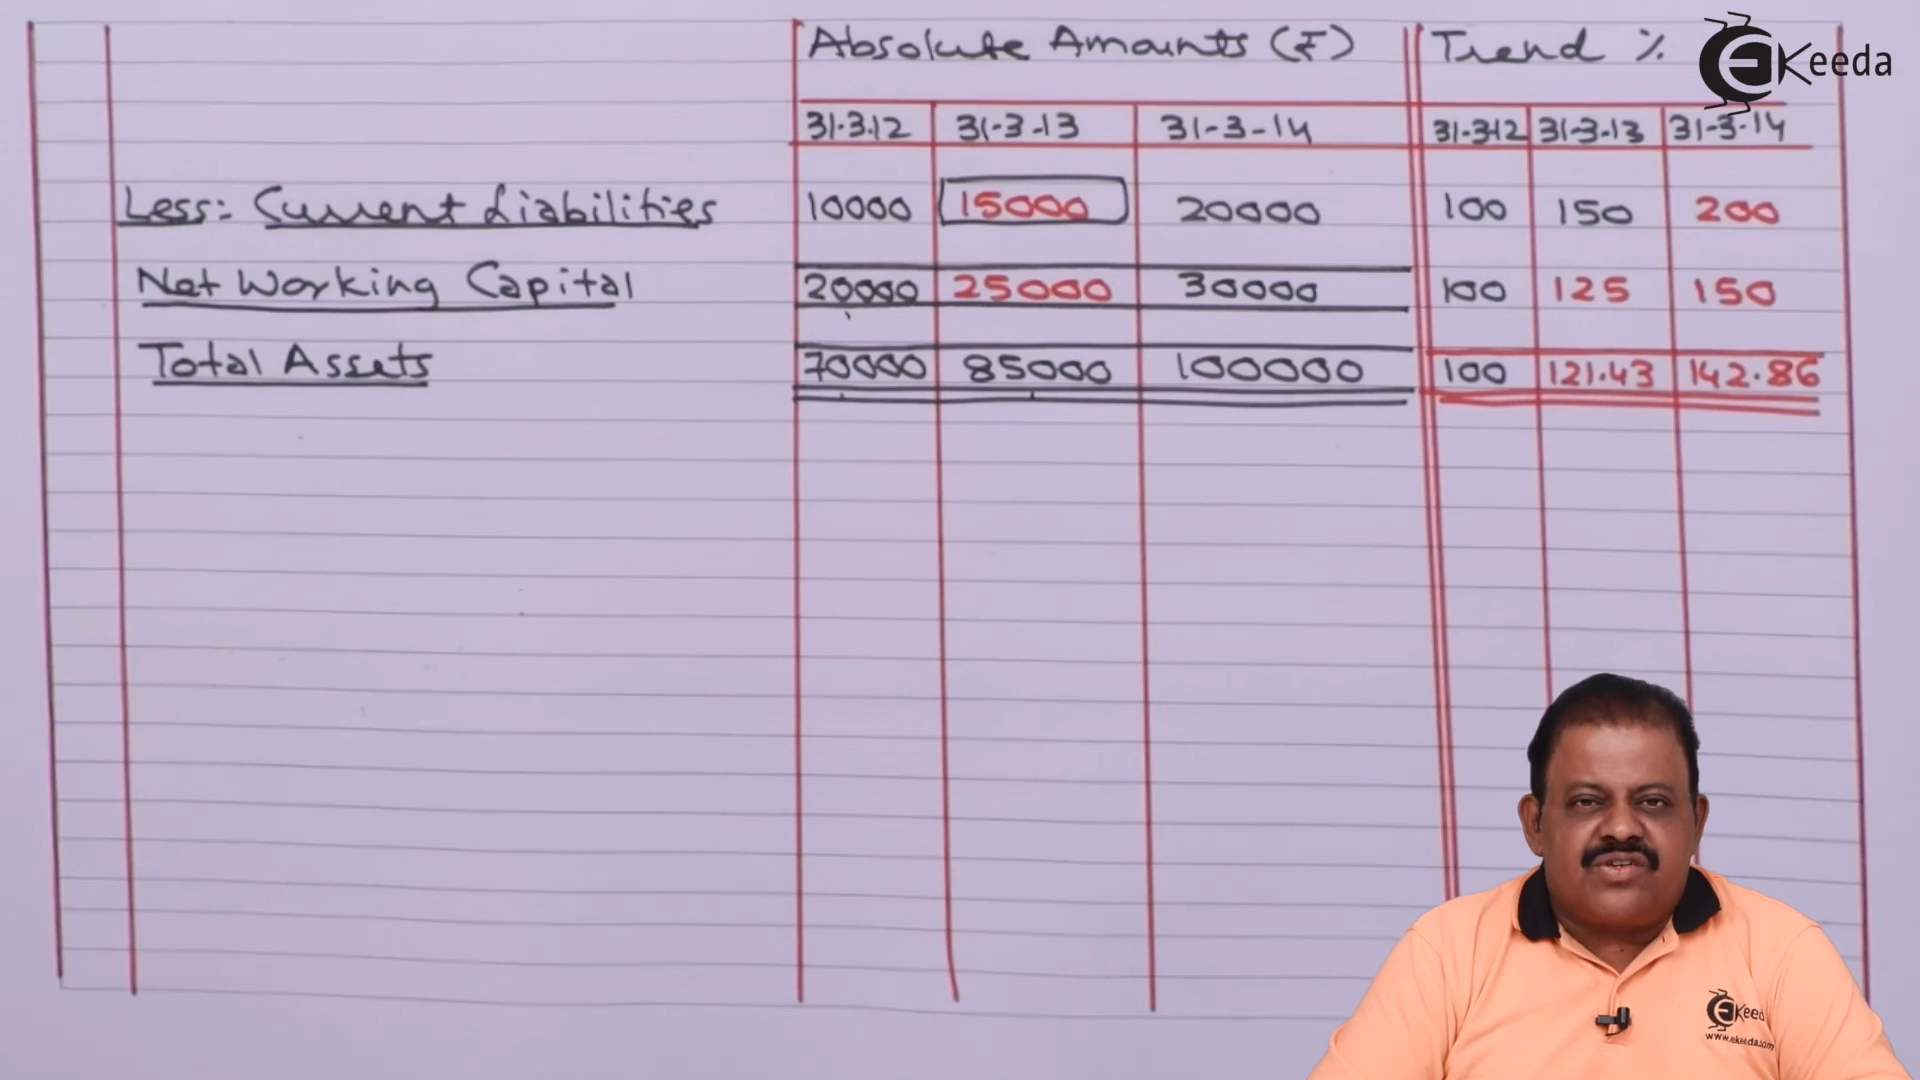 Absolute Amounts (₹) Trend %
31.3.12 31-3-13 31-3-14 31-3-12 31-3-13 31-3-14
Less: Current Liabilities 10000 15000 20000 100 150 200
Net Working Capital 20000 25000 30000 100 125 150
Total Assets 70000 85000 100000 100 121.43 142.86
eKeeda
eKeeda
www.ekeeda.com